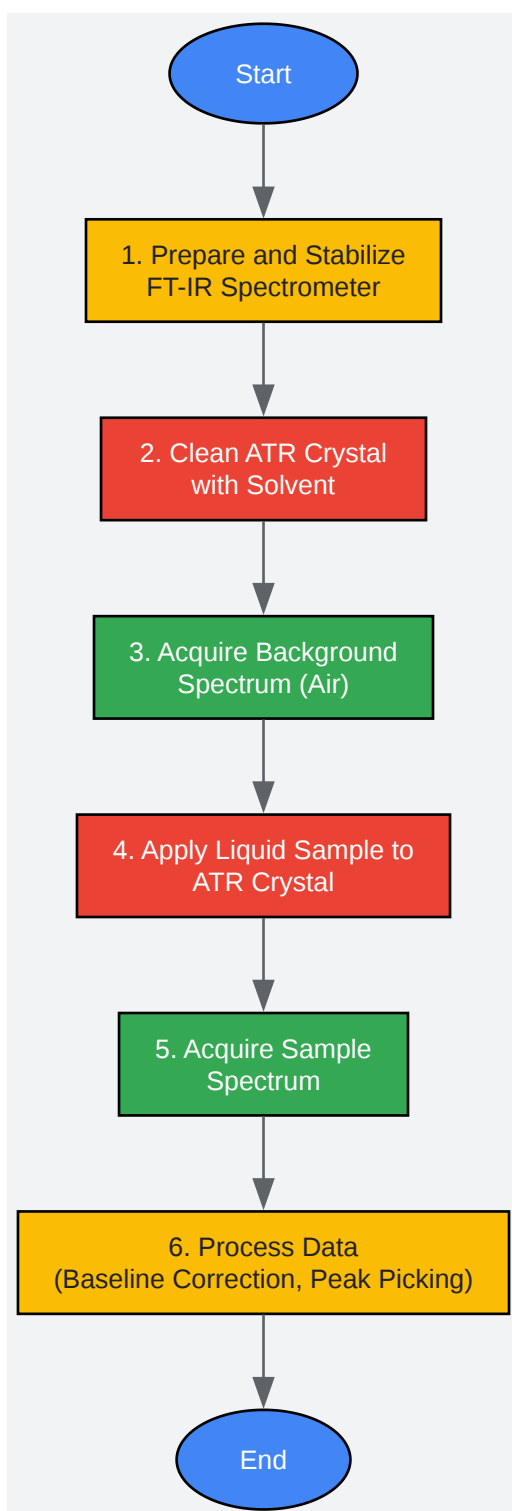 Start
1. Prepare and Stabilize
FT-IR Spectrometer
2. Clean ATR Crystal
with Solvent
3. Acquire Background
Spectrum (Air)
4. Apply Liquid Sample to
ATR Crystal
5. Acquire Sample
Spectrum
6. Process Data
(Baseline Correction, Peak Picking)
End